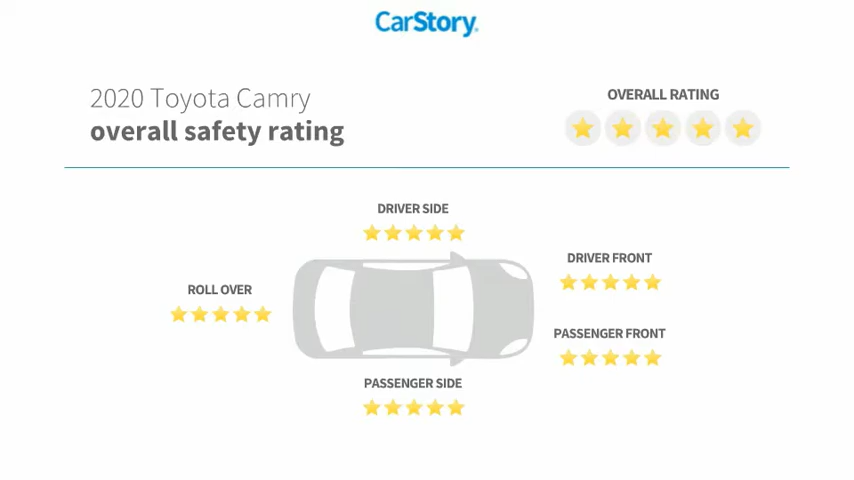 CarStory
2020 Toyota Camry
overall safety rating
OVERALL RATING
DRIVER SIDE
DRIVER FRONT
ROLL OVER
PASSENGER FRONT
PASSENGER SIDE